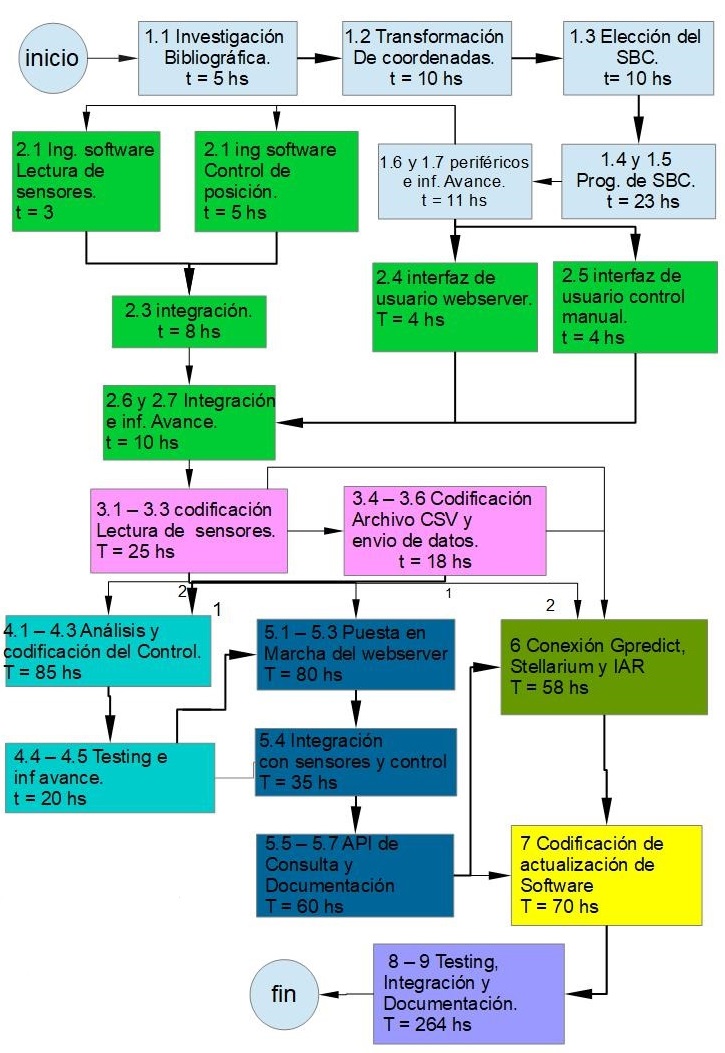 inicio
1.1 Investigación
Bibliográfica.
t = 5 hs
1.2 Transformación
De coordenadas.
t = 10 hs
1.3 Elección del
SBC.
t= 10 hs
2.1 Ing. software
Lectura de
sensores.
t = 3
2.1 ing software
Control de
posición.
t = 5 hs
1.6 y 1.7 periféricos
e inf. Avance.
t = 11 hs
1.4 y 1.5
Prog. de SBC.
t = 23 hs
2.3 integración.
t = 8 hs
2.4 interfaz de
usuario webserver.
T = 4 hs
2.5 interfaz de
usuario control
manual.
t = 4 hs
2.6 y 2.7 Integración
e inf. Avance.
t = 10 hs
3.1 – 3.3 codificación
Lectura de sensores.
T = 25 hs
3.4 – 3.6 Codificación
Archivo CSV y
envio de datos.
t = 18 hs
2
1
1
2
4.1 – 4.3 Análisis y
codificación del Control.
T = 85 hs
5.1 – 5.3 Puesta en
Marcha del webserver
T = 80 hs
6 Conexión Gpredict,
Stellarium y IAR
T = 58 hs
4.4 – 4.5 Testing e
inf avance.
t = 20 hs
5.4 Integración
con sensores y control
T = 35 hs
5.5 – 5.7 API de
Consulta y
Documentación
T = 60 hs
7 Codificación de
actualización de
Software
T = 70 hs
8 – 9 Testing,
Integración y
Documentación.
T = 264 hs
fin